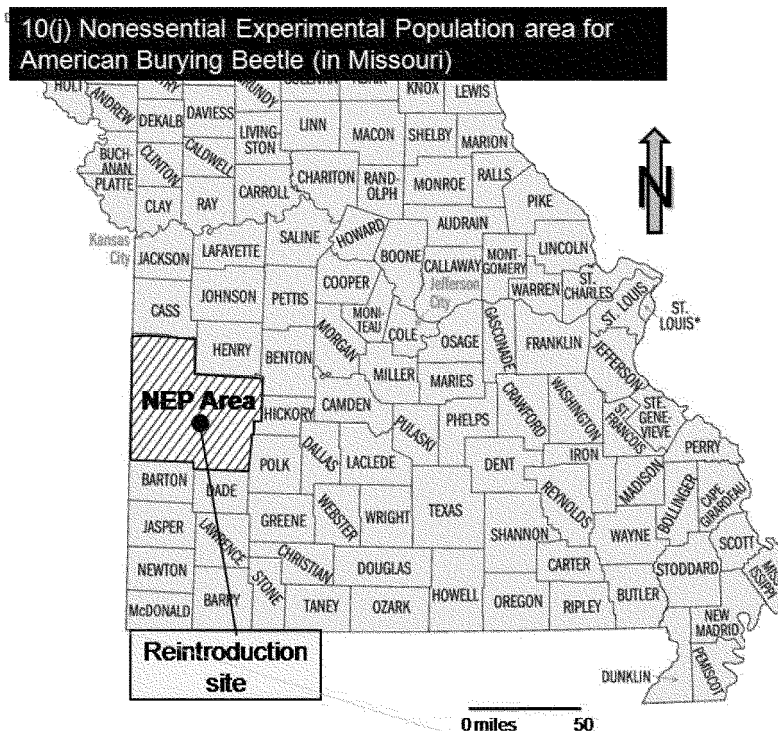 10(j) Nonessential Experimental Population area for
American Burying Beetle (in Missouri)
HOLT
KNOX
LEWIS
ANDREW
DEKALB
DAVIESS
LINN
MACON
SHELBY
MARION
BUCH-
ANAN
CLINTON
CALDWELL
LIVING-
STON
PLATTE
CLAY
RAY
CARROLL
CHARITON
RAND-
OLPH
MONROE
RALLS
PIKE
N
AUDRAIN
Kansas
City
JACKSON
LAFAYETTE
SALINE
HOWARD
BOONE
CALLAWAY
Jefferson
City
MONT-
GOMERY
LINCOLN
WARREN
ST.
CHARLES
ST. LOUIS
ST.
LOUIS*
CASS
JOHNSON
PETTIS
COOPER
MONI-
TEAU
COLE
OSAGE
GASCONADE
FRANKLIN
JEFFERSON
HENRY
BENTON
MORGAN
MILLER
MARIES
NEP Area
HICKORY
CAMDEN
PULASKI
PHELPS
CRAWFORD
WASHINGTON
ST.
FRANCOIS
STE.
GENE-
VIEVE
PERRY
BARTON
DADE
POLK
DALLAS
LACLEDE
DENT
IRON
MADISON
BOLLINGER
CAPE
GIRARDEAU
JASPER
LAWRENCE
GREENE
WEBSTER
WRIGHT
TEXAS
SHANNON
REYNOLDS
WAYNE
SCOTT
NEWTON
CHRISTIAN
DOUGLAS
CARTER
STODDARD
MISS-
ISSIPPI
McDONALD
BARRY
STONE
TANEY
OZARK
HOWELL
OREGON
RIPLEY
BUTLER
NEW
MADRID
Reintroduction
site
DUNKLIN
PEMISCOT
0 miles 50